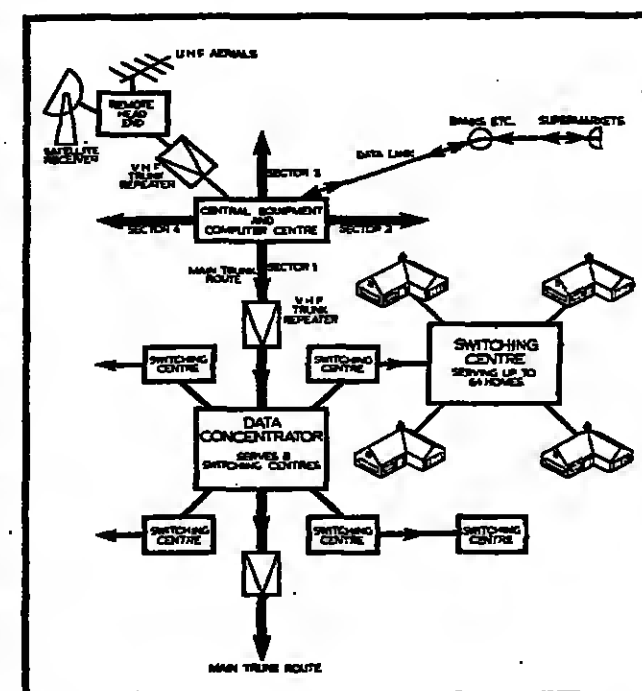 UHF AERIALS
REMOTE
HEAD
END
SATELLITE
RECEIVER
VHF
TRUNK
REPEATER
SECTOR 3
DATA LINK
BANKS ETC.
SUPERMARKETS
CENTRAL EQUIPMENT
AND
COMPUTER CENTRE
SECTOR 4
SECTOR 2
MAIN TRUNK
ROUTE
SECTOR 1
VHF
TRUNK
REPEATER
SWITCHING
CENTRE
SWITCHING
CENTRE
SWITCHING
CENTRE
SERVING UP TO
64 HOMES
DATA
CONCENTRATOR
SERVES 8
SWITCHING CENTRES
SWITCHING
CENTRE
SWITCHING
CENTRE
SWITCHING
CENTRE
MAIN TRUNK ROUTE